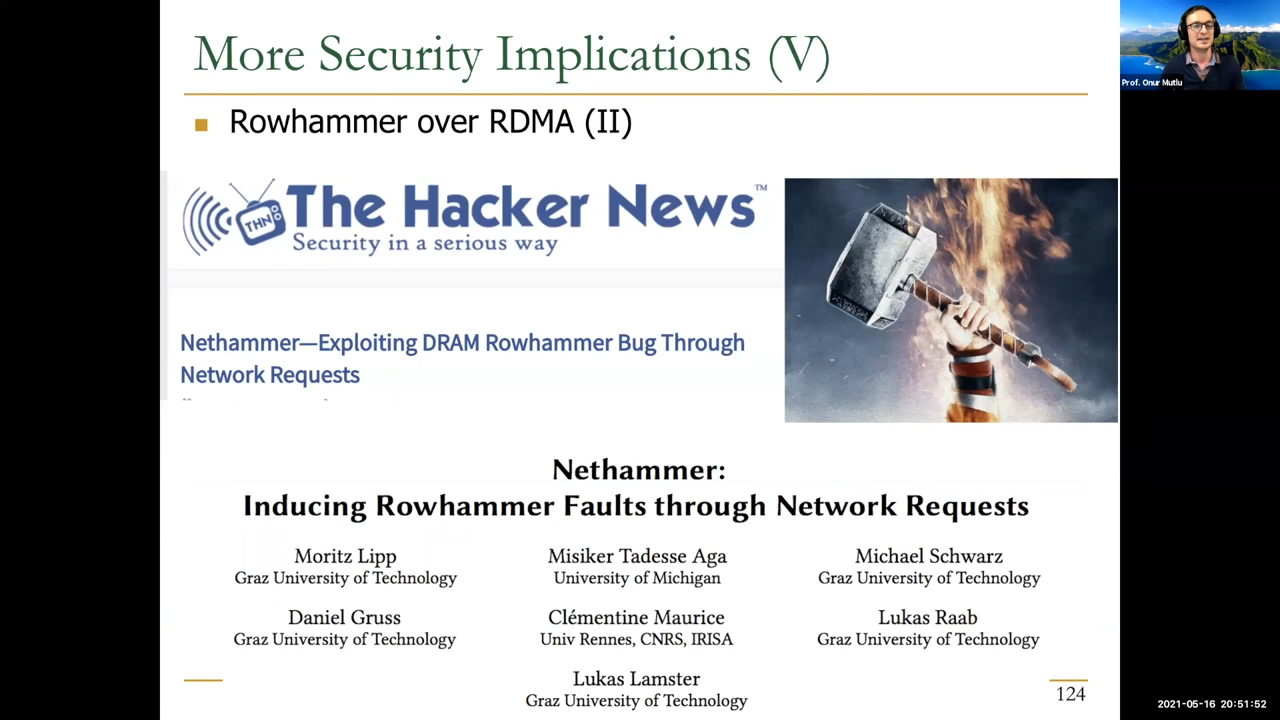 More Security Implications (V)
Rowhammer over RDMA (II)
THN
The Hacker News™
Security in a serious way
Nethammer—Exploiting DRAM Rowhammer Bug Through
Network Requests
Nethammer:
Inducing Rowhammer Faults through Network Requests
Moritz Lipp
Graz University of Technology
Misiker Tadesse Aga
University of Michigan
Michael Schwarz
Graz University of Technology
Daniel Gruss
Graz University of Technology
Clémentine Maurice
Univ Rennes, CNRS, IRISA
Lukas Raab
Graz University of Technology
Lukas Lamster
Graz University of Technology
124
Prof. Onur Mutlu
2021-05-16 20:51:52